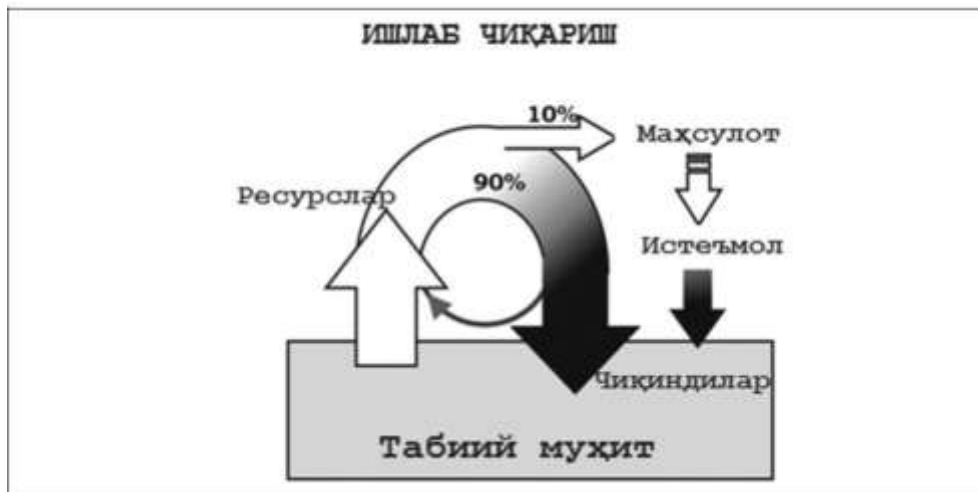 ИШЛАБ ЧИҚАРИШ
10%
Маҳсулот
90%
Ресурслар
Истеъмол
Чиқиндилар
Табиий муҳит